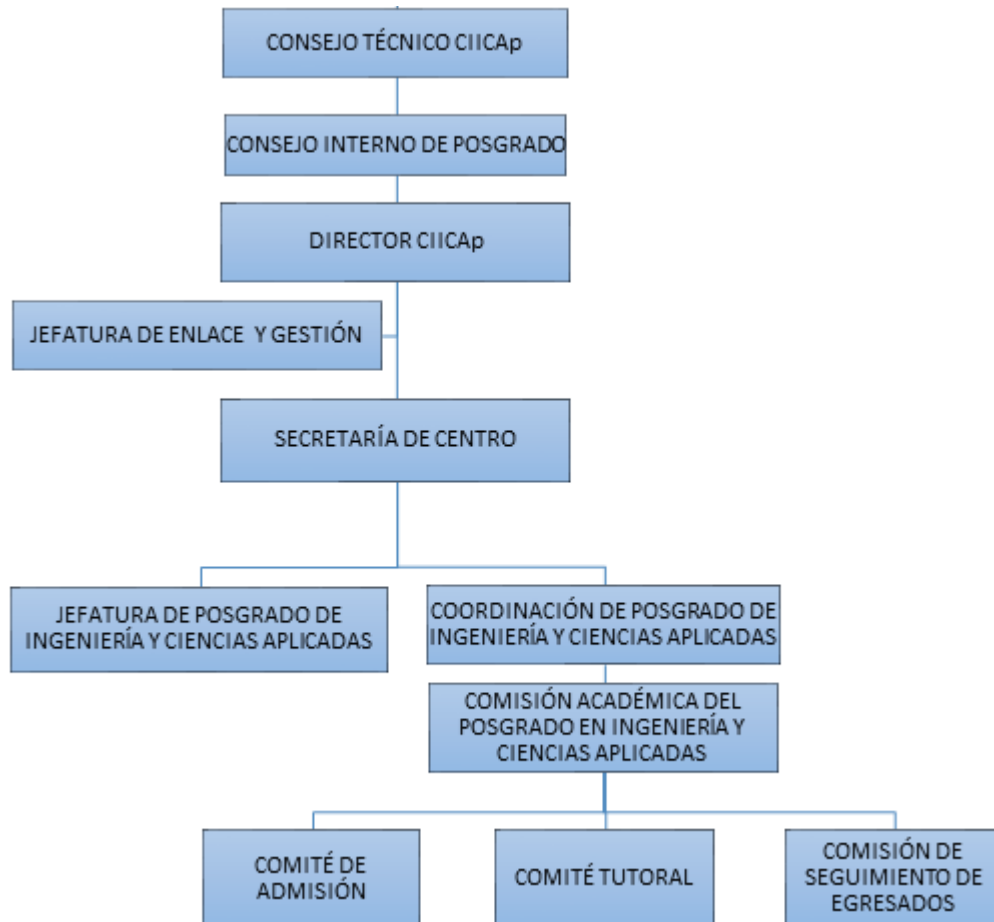 CONSEJO TÉCNICO CIICAp
CONSEJO INTERNO DE POSGRADO
DIRECTOR CIICAp
JEFATURA DE ENLACE Y GESTIÓN
SECRETARÍA DE CENTRO
JEFATURA DE POSGRADO DE
INGENIERÍA Y CIENCIAS APLICADAS
COORDINACIÓN DE POSGRADO DE
INGENIERÍA Y CIENCIAS APLICADAS
COMISIÓN ACADÉMICA DEL
POSGRADO EN INGENIERÍA Y
CIENCIAS APLICADAS
COMITÉ DE
ADMISIÓN
COMITÉ TUTORAL
COMISIÓN DE
SEGUIMIENTO DE
EGRESADOS